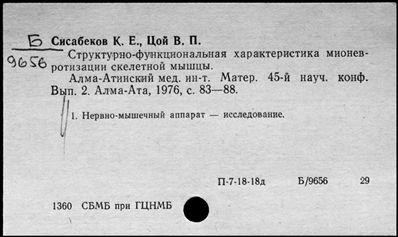 Б Сисабеков К. Е., Цой В. П.
9656 Структурно-функциональная характеристика мионев-
ротизации скелетной мышцы.
Алма-Атинский мед. ин-т. Матер. 45-й науч. конф.
Вып. 2. Алма-Ата, 1976, с. 83—88.
1. Нервно-мышечный аппарат — исследование.
П-7-18-18д Б/9656 29
1360 СБМБ при ГЦНМБ